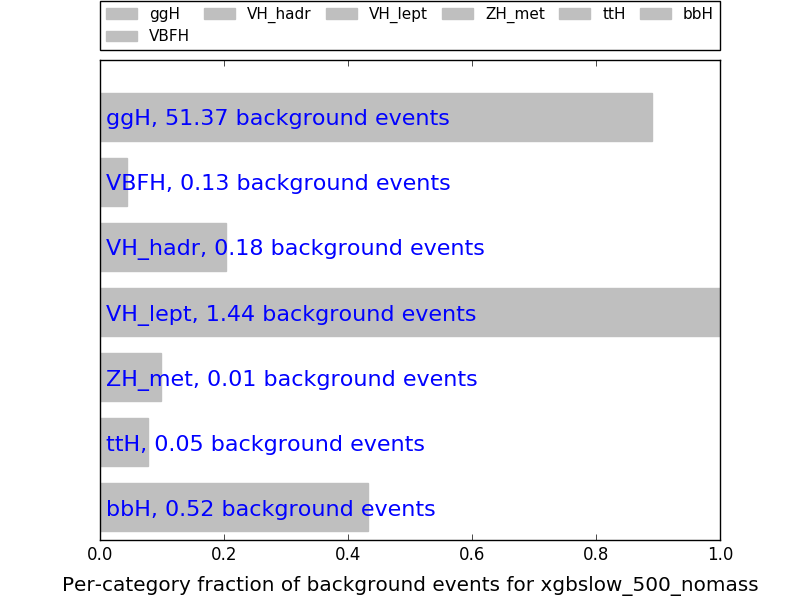 ggH VH_hadr VH_lept ZH_met ttH bbH
VBFH
ggH, 51.37 background events
VBFH, 0.13 background events
VH_hadr, 0.18 background events
VH_lept, 1.44 background events
ZH_met, 0.01 background events
ttH, 0.05 background events
bbH, 0.52 background events
0.0 0.2 0.4 0.6 0.8 1.0
Per-category fraction of background events for xgbslow_500_nomass